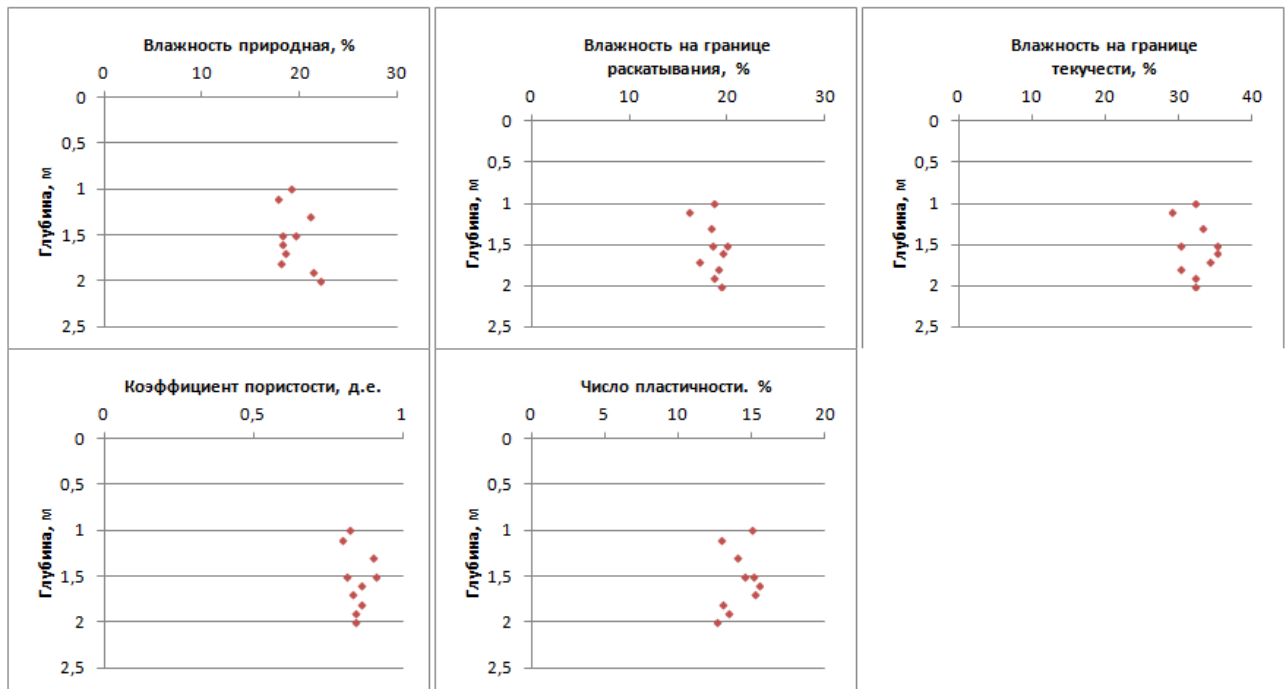 Влажность природная, %
0 10 20 30
0
0,5
1
1,5
2
2,5
Глубина, м
Влажность на границе
раскатывания, %
0 10 20 30
0
0,5
1
1,5
2
2,5
Глубина, м
Влажность на границе
текучести, %
0 10 20 30 40
0
0,5
1
1,5
2
2,5
Глубина, м
Коэффициент пористости, д.е.
0 0,5 1
0
0,5
1
1,5
2
2,5
Глубина, м
Число пластичности. %
0 5 10 15 20
0
0,5
1
1,5
2
2,5
Глубина, м